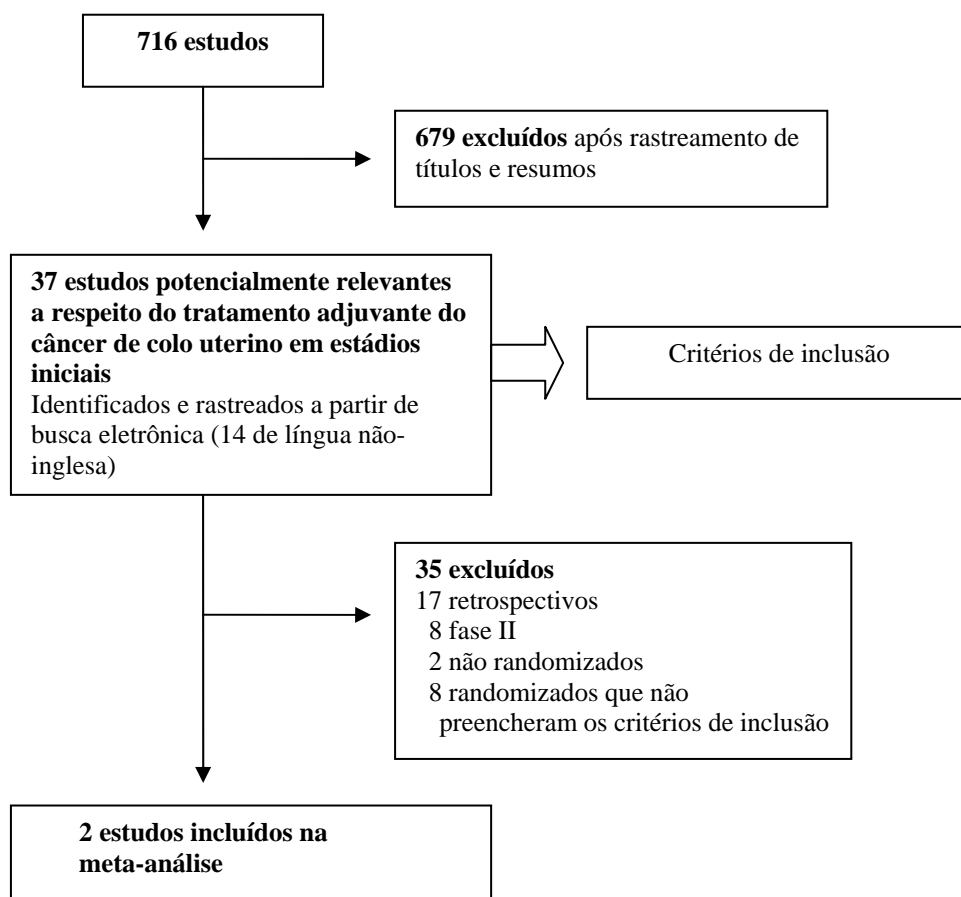 716 estudos
679 excluídos após rastreamento de
títulos e resumos
37 estudos potencialmente relevantes
a respeito do tratamento adjuvante do
câncer de colo uterino em estádios
iniciais
Identificados e rastreados a partir de
busca eletrônica (14 de língua não-
inglesa)
Critérios de inclusão
35 excluídos
17 retrospectivos
8 fase II
2 não randomizados
8 randomizados que não
preencheram os critérios de inclusão
2 estudos incluídos na
meta-análise